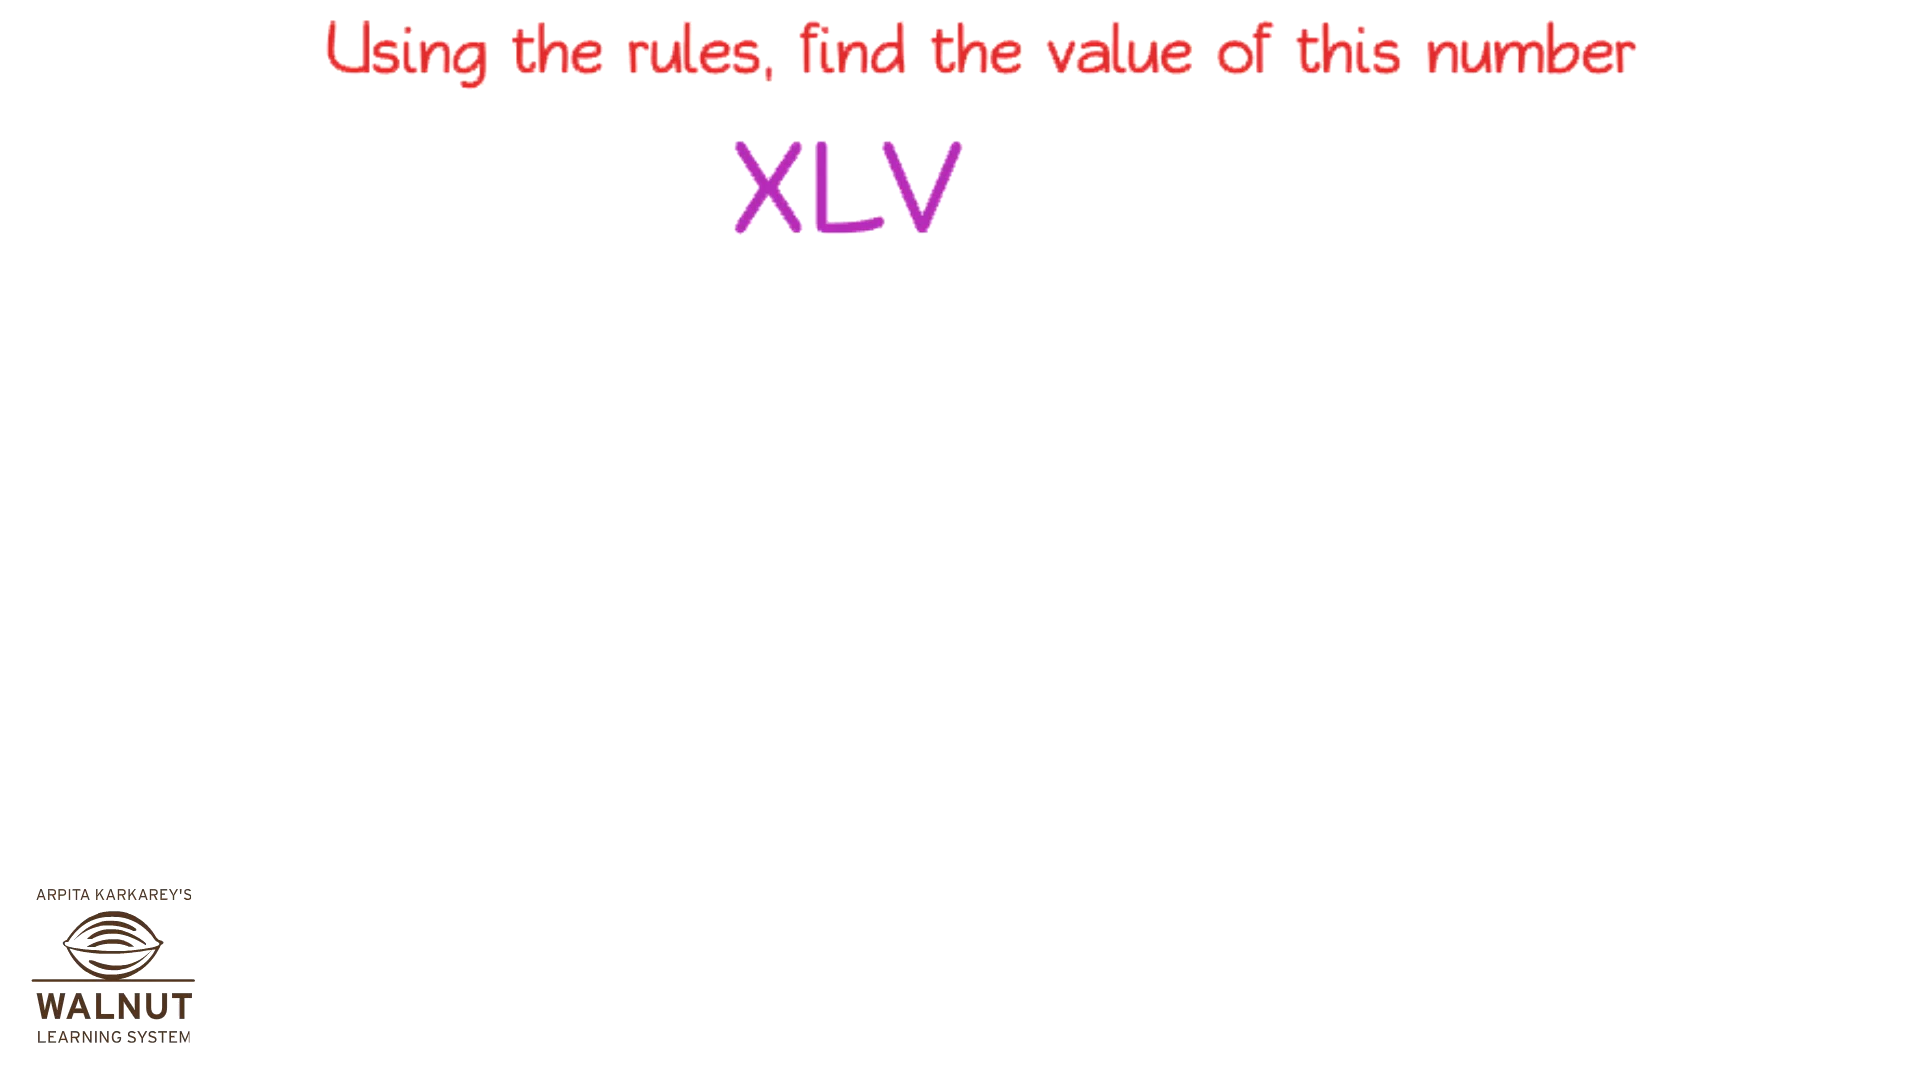 Using the rules, find the value of this number
XLV
ARPITA KARKAREY'S
WALNUT
LEARNING SYSTEM